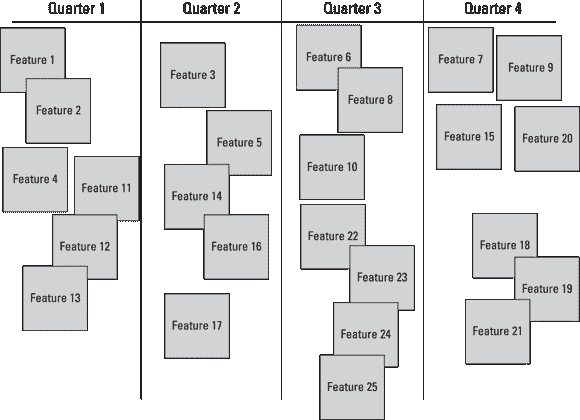 Quarter 1
Quarter 2
Quarter 3
Quarter 4
Feature 1
Feature 2
Feature 4
Feature 11
Feature 12
Feature 13
Feature 3
Feature 5
Feature 14
Feature 16
Feature 17
Feature 6
Feature 8
Feature 10
Feature 22
Feature 23
Feature 24
Feature 25
Feature 7
Feature 9
Feature 15
Feature 20
Feature 18
Feature 19
Feature 21